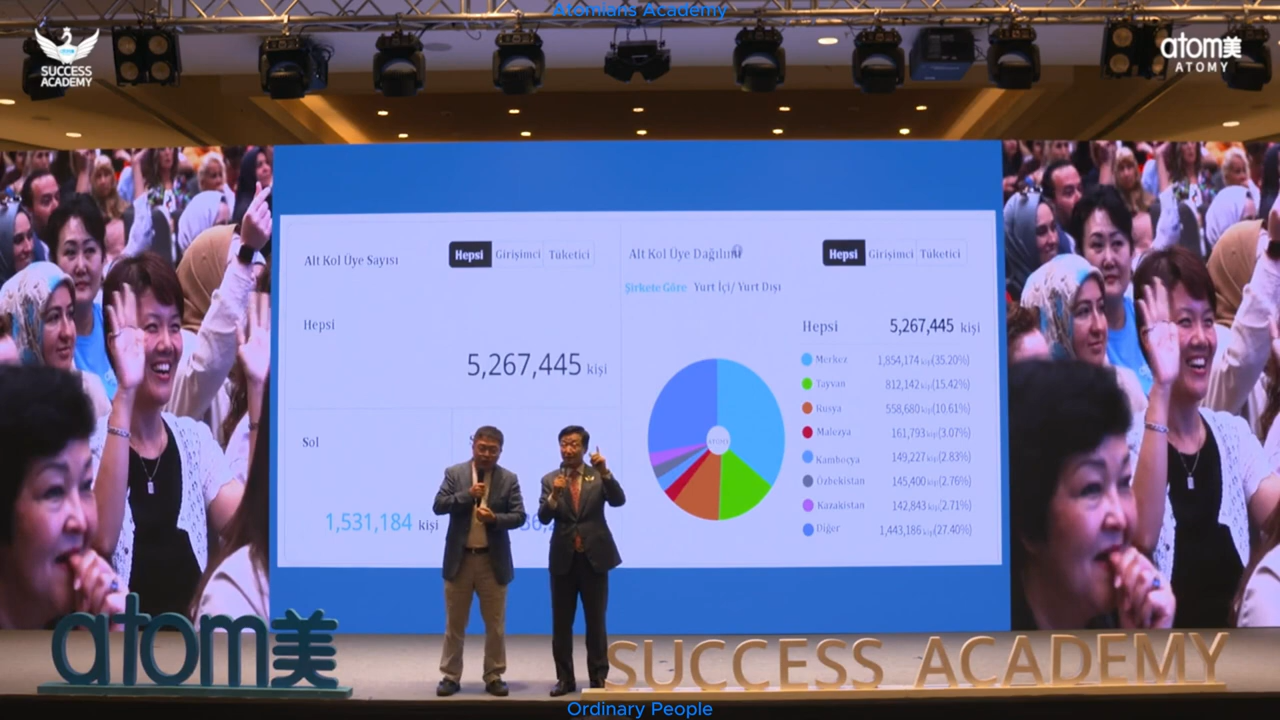 Atomians Academy
SUCCESS
ACADEMY
atom美
ATOMY
Alt Kol Üye Sayısı
Hepsi Girişimci Tüketici
Hepsi
5,267,445 kişi
Sol
1,531,184 kişi
Alt Kol Üye Dağılımı
Hepsi Girişimci Tüketici
Şirkete Göre Yurt İçi/ Yurt Dışı
Hepsi 5,267,445 kişi
Merkez 1,854,174 kişi(35.20%)
Tayvan 812,142 kişi(15.42%)
Rusya 558,680 kişi(10.61%)
Malezya 161,793 kişi(3.07%)
Kamboçya 149,227 kişi(2.83%)
Özbekistan 145,400 kişi(2.76%)
Kazakistan 142,843 kişi(2.71%)
Diğer 1,443,186 kişi(27.40%)
atom美
SUCCESS ACADEMY
Ordinary People